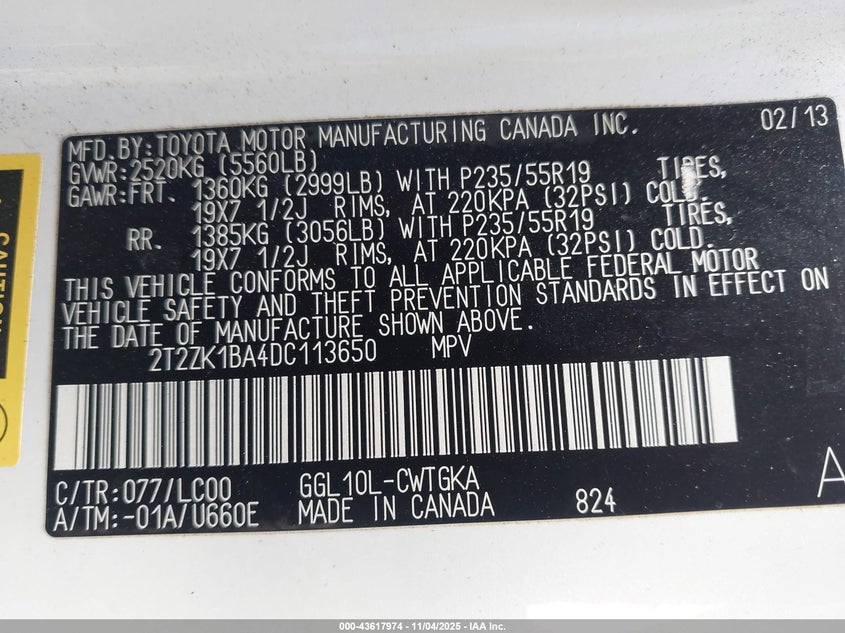 MFD. BY: TOYOTA MOTOR MANUFACTURING CANADA INC. 02/13
GVWR: 2520KG (5560LB)
GAWR: FRT. 1360KG (2999LB) WITH P235/55R19 TIRES,
19X7 1/2J RIMS, AT 220KPA (32PSI) COLD.
RR. 1385KG (3056LB) WITH P235/55R19 TIRES,
19X7 1/2J RIMS, AT 220KPA (32PSI) COLD.
THIS VEHICLE CONFORMS TO ALL APPLICABLE FEDERAL MOTOR
VEHICLE SAFETY AND THEFT PREVENTION STANDARDS IN EFFECT ON
THE DATE OF MANUFACTURE SHOWN ABOVE.
2T2ZK1BA4DC113650 MPV
C/TR: 077/LC00 GGL10L-CWTGKA A
A/TM: -01A/U660E MADE IN CANADA 824
CAUTION
000-43617974 - 11/04/2025 - IAA Inc.